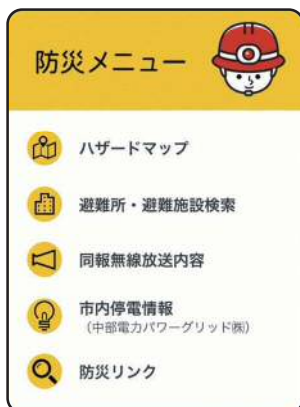 防災メニュー
ハザードマップ
避難所・避難施設検索
同報無線放送内容
市内停電情報
（中部電力パワーグリッド㈱）
防災リンク